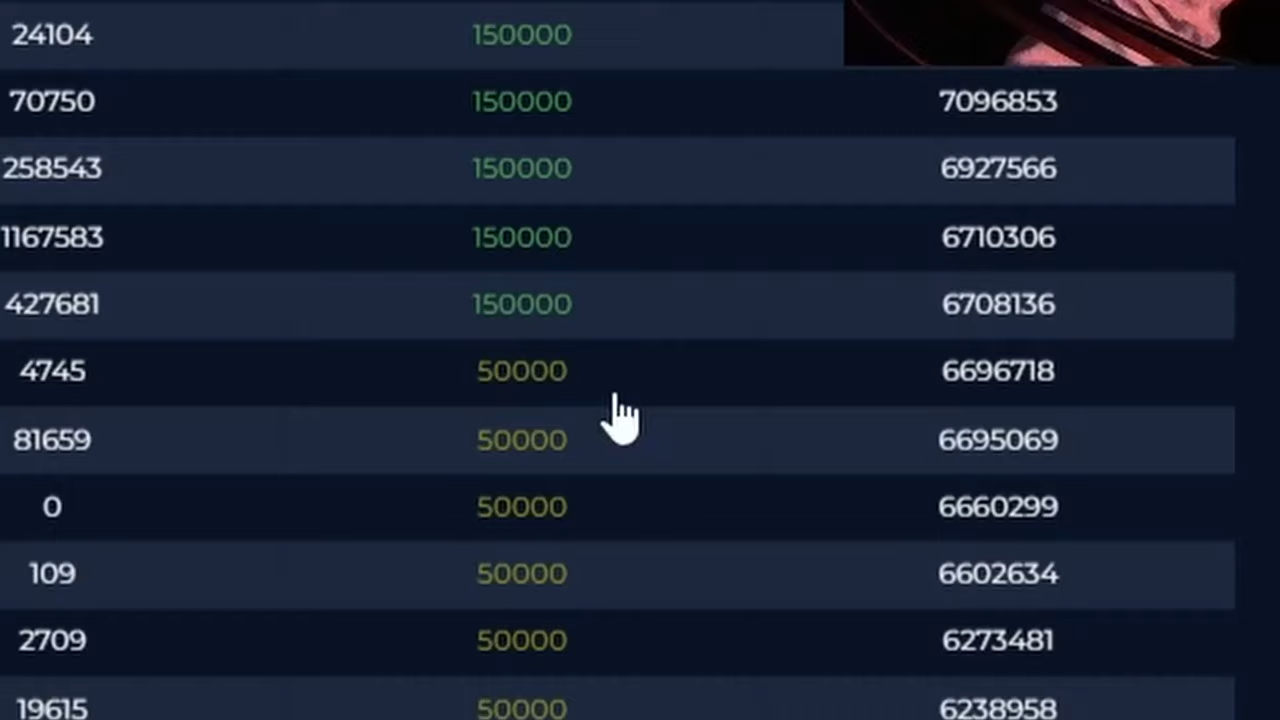 24104 150000
70750 150000 7096853
258543 150000 6927566
1167583 150000 6710306
427681 150000 6708136
4745 50000 6696718
81659 50000 6695069
0 50000 6660299
109 50000 6602634
2709 50000 6273481
19615 50000 6238958